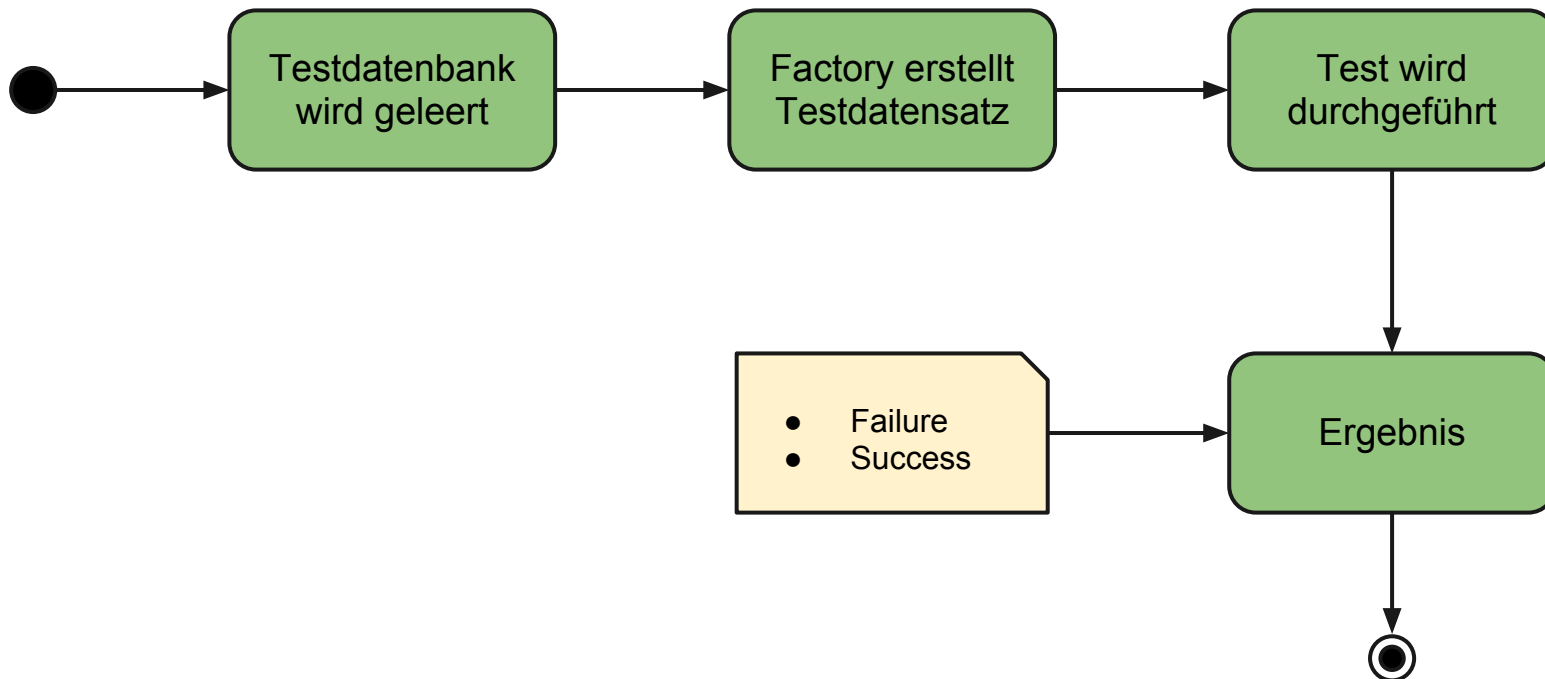 Testdatenbank
wird geleert
Factory erstellt
Testdatensatz
Test wird
durchgeführt
● Failure
● Success
Ergebnis